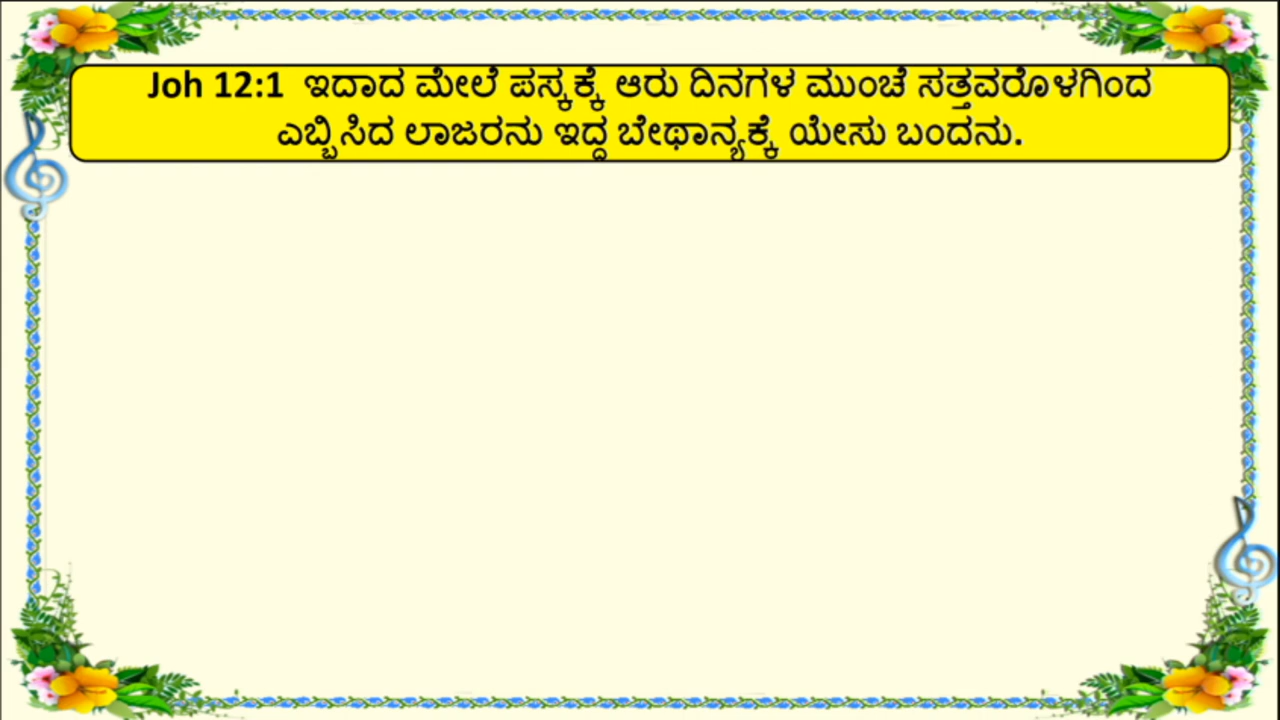 Joh 12:1 ಇದಾದ ಮೇಲೆ ಪಸ್ಕಕ್ಕೆ ಆರು ದಿನಗಳ ಮುಂಚೆ ಸತ್ತವರೊಳಗಿಂದ
ಎಬ್ಬಿಸಿದ ಲಾಜರನು ಇದ್ದ ಬೇಥಾನ್ಯಕ್ಕೆ ಯೇಸು ಬಂದನು.